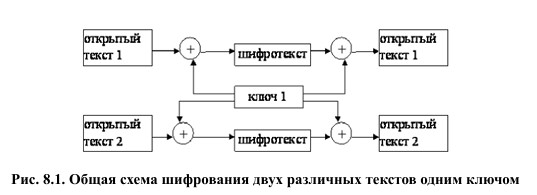 открытый текст 1
шифротекст
открытый текст 1
ключ 1
открытый текст 2
шифротекст
открытый текст 2
Рис. 8.1. Общая схема шифрования двух различных текстов одним ключом